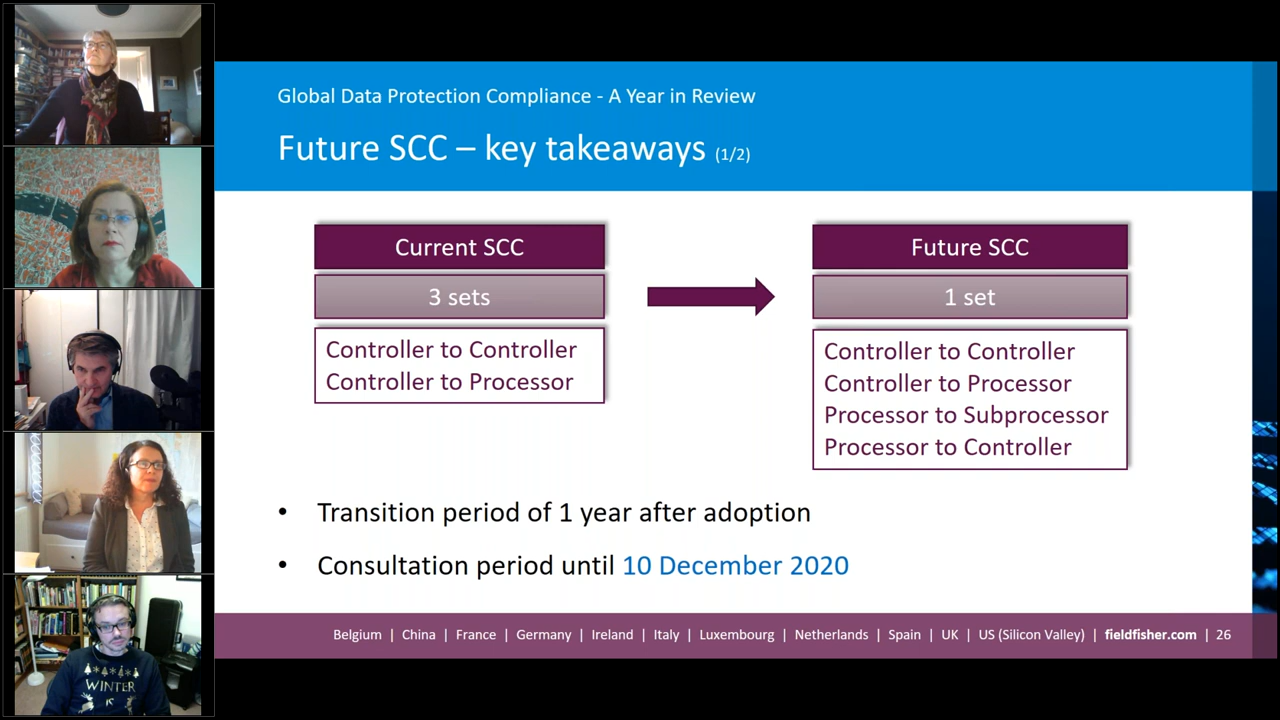 Global Data Protection Compliance - A Year in Review
Future SCC – key takeaways (1/2)
Current SCC
3 sets
Controller to Controller
Controller to Processor
Future SCC
1 set
Controller to Controller
Controller to Processor
Processor to Subprocessor
Processor to Controller
• Transition period of 1 year after adoption
• Consultation period until 10 December 2020
Belgium | China | France | Germany | Ireland | Italy | Luxembourg | Netherlands | Spain | UK | US (Silicon Valley) | fieldfisher.com | 26
WINTER
IS